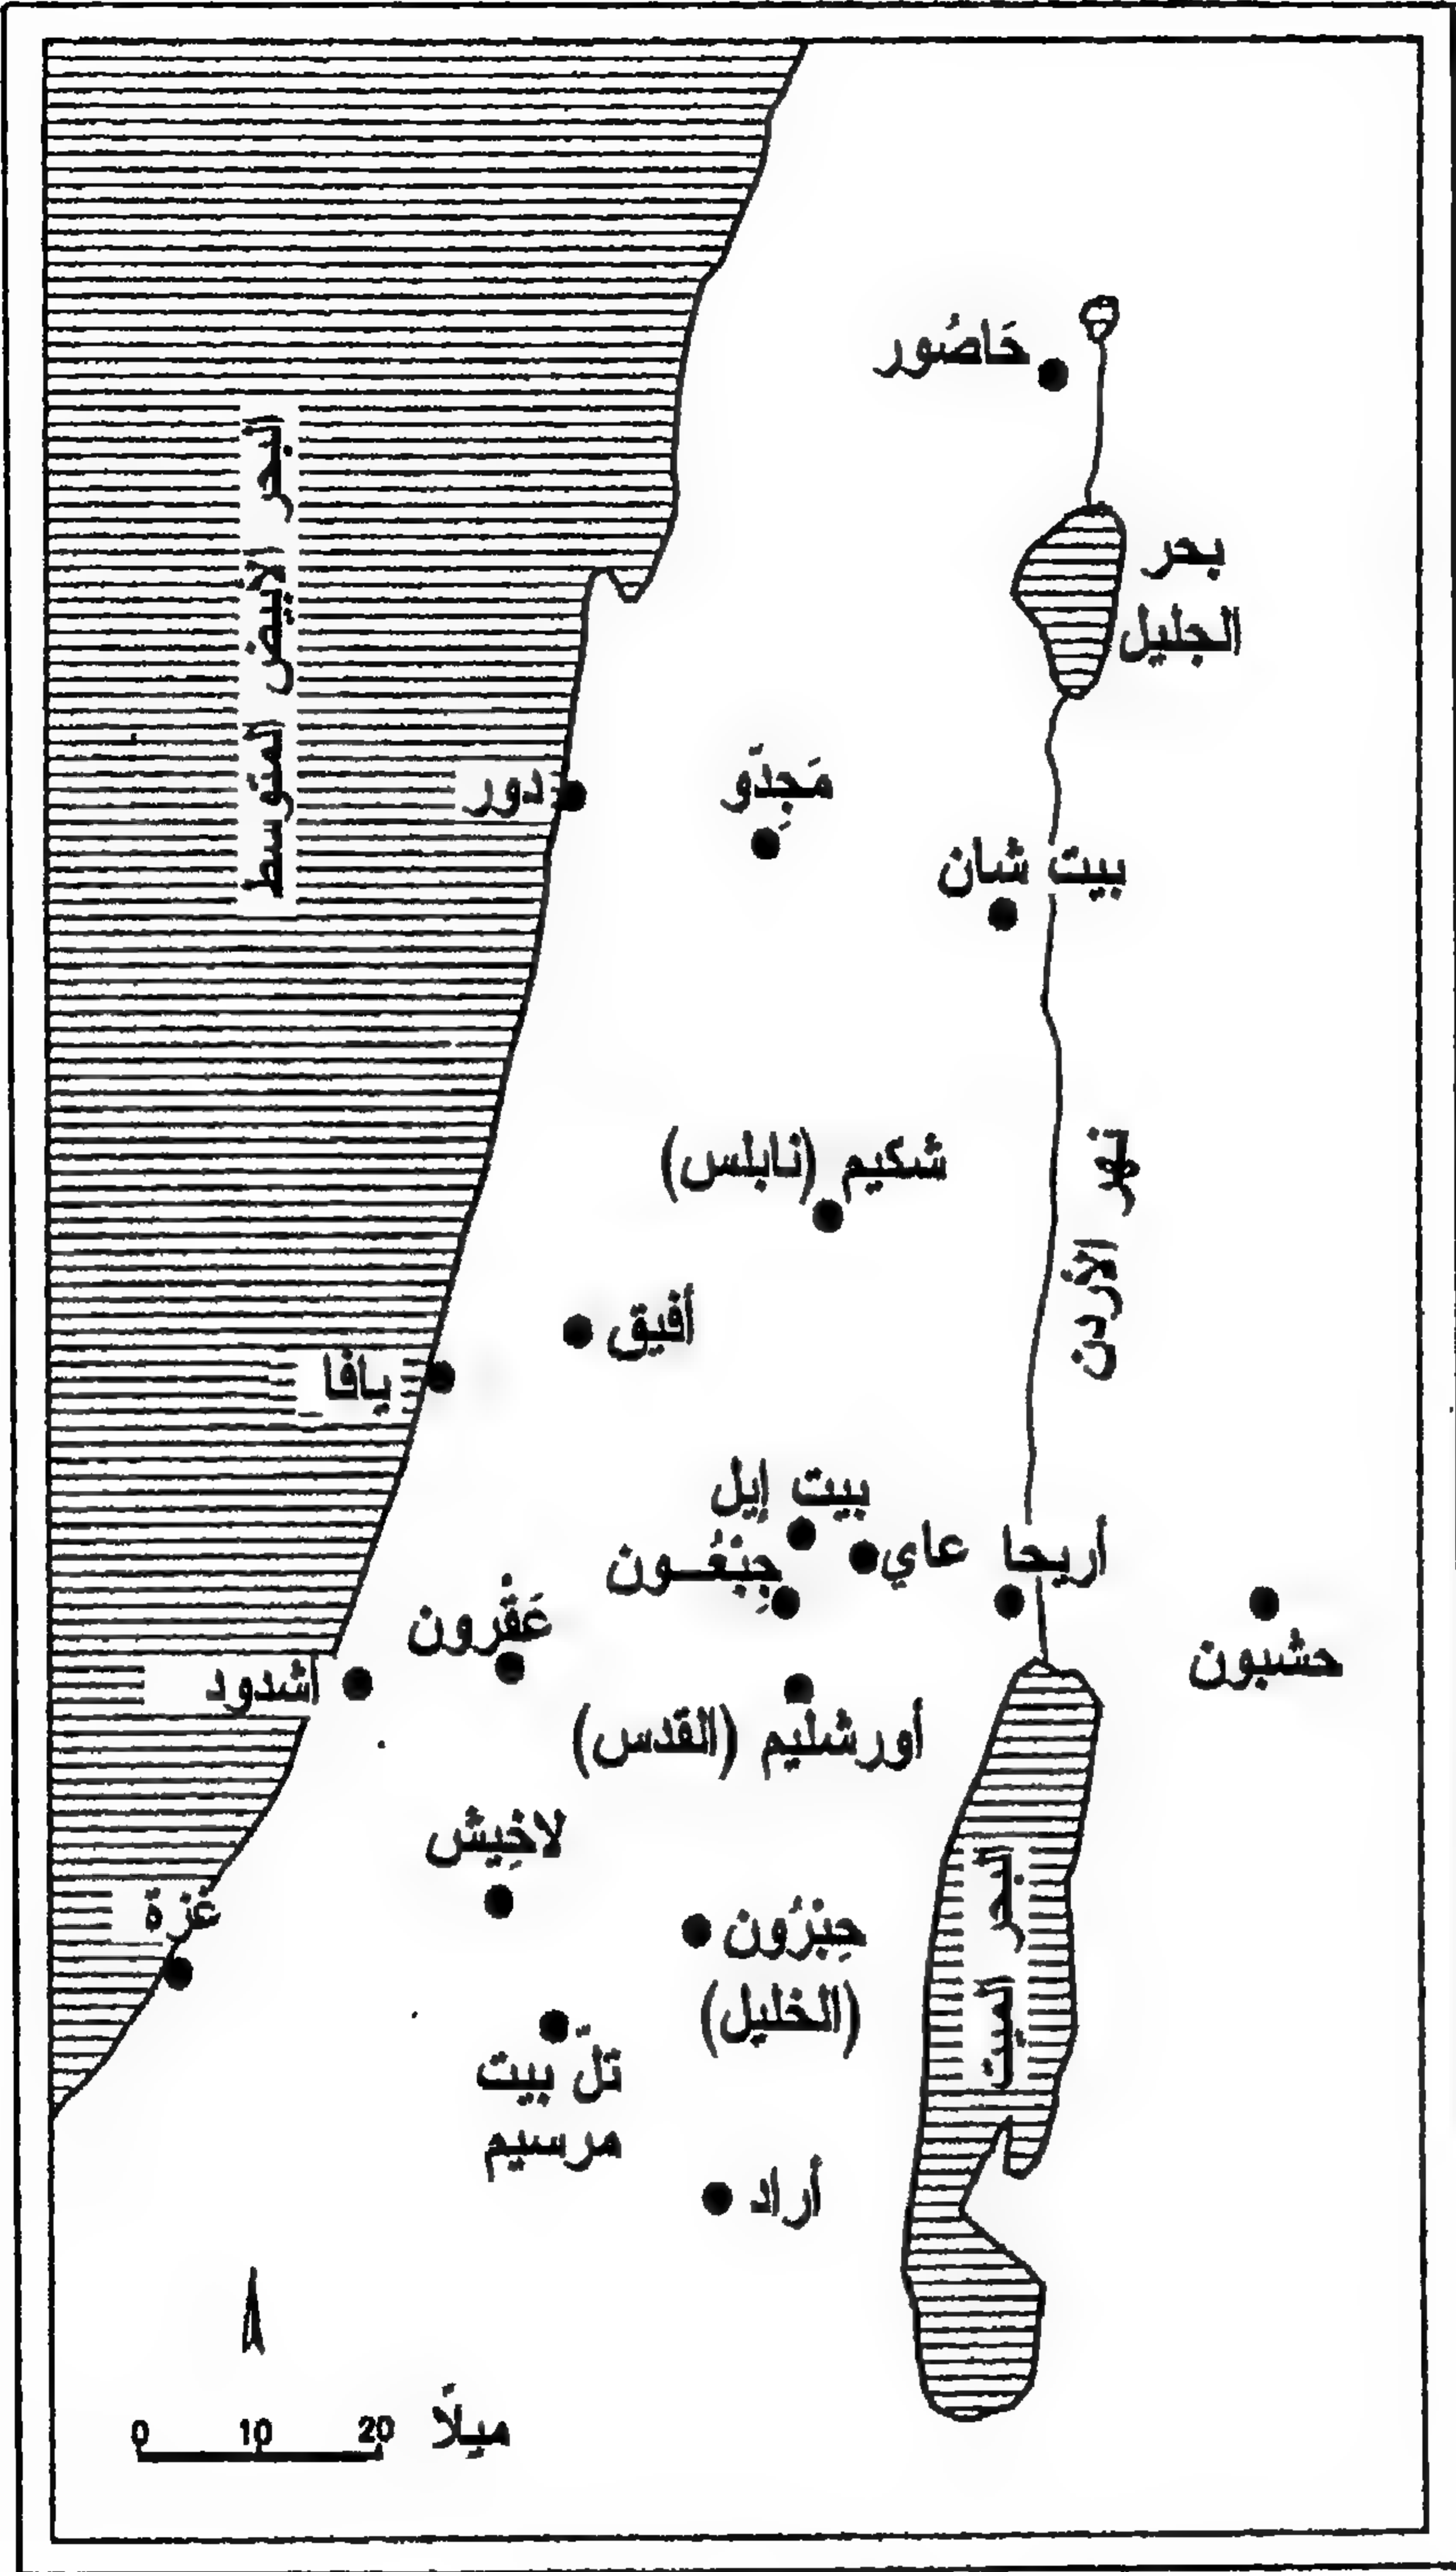 حَاصُور
بحر
الجليل
البحر الأبيض المتوسط
دور
مَجِدّو
بيت شان
شكيم (نابلس)
نهر الأردن
أفيق
يافا
بيت إيل
عاي
أريحا
جِبْعُــون
حشبون
عَقْرون
أشدود
أورشليم (القدس)
لاخِيش
البحر الميت
غزة
حِبْرُون
(الخليل)
تلّ بيت
مرسيم
أراد
0 10 20 ميلًا